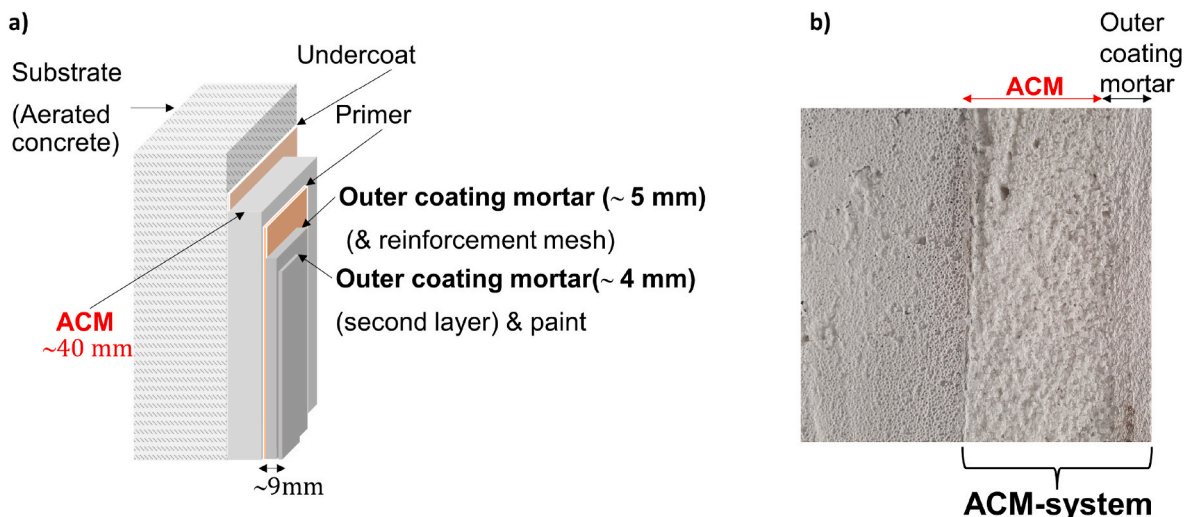 a)
Substrate
(Aerated
concrete)
Undercoat
Primer
Outer coating mortar (~ 5 mm)
(& reinforcement mesh)
Outer coating mortar(~ 4 mm)
(second layer) & paint
ACM
~40 mm
~9mm
b)
Outer
coating
mortar
ACM
ACM-system